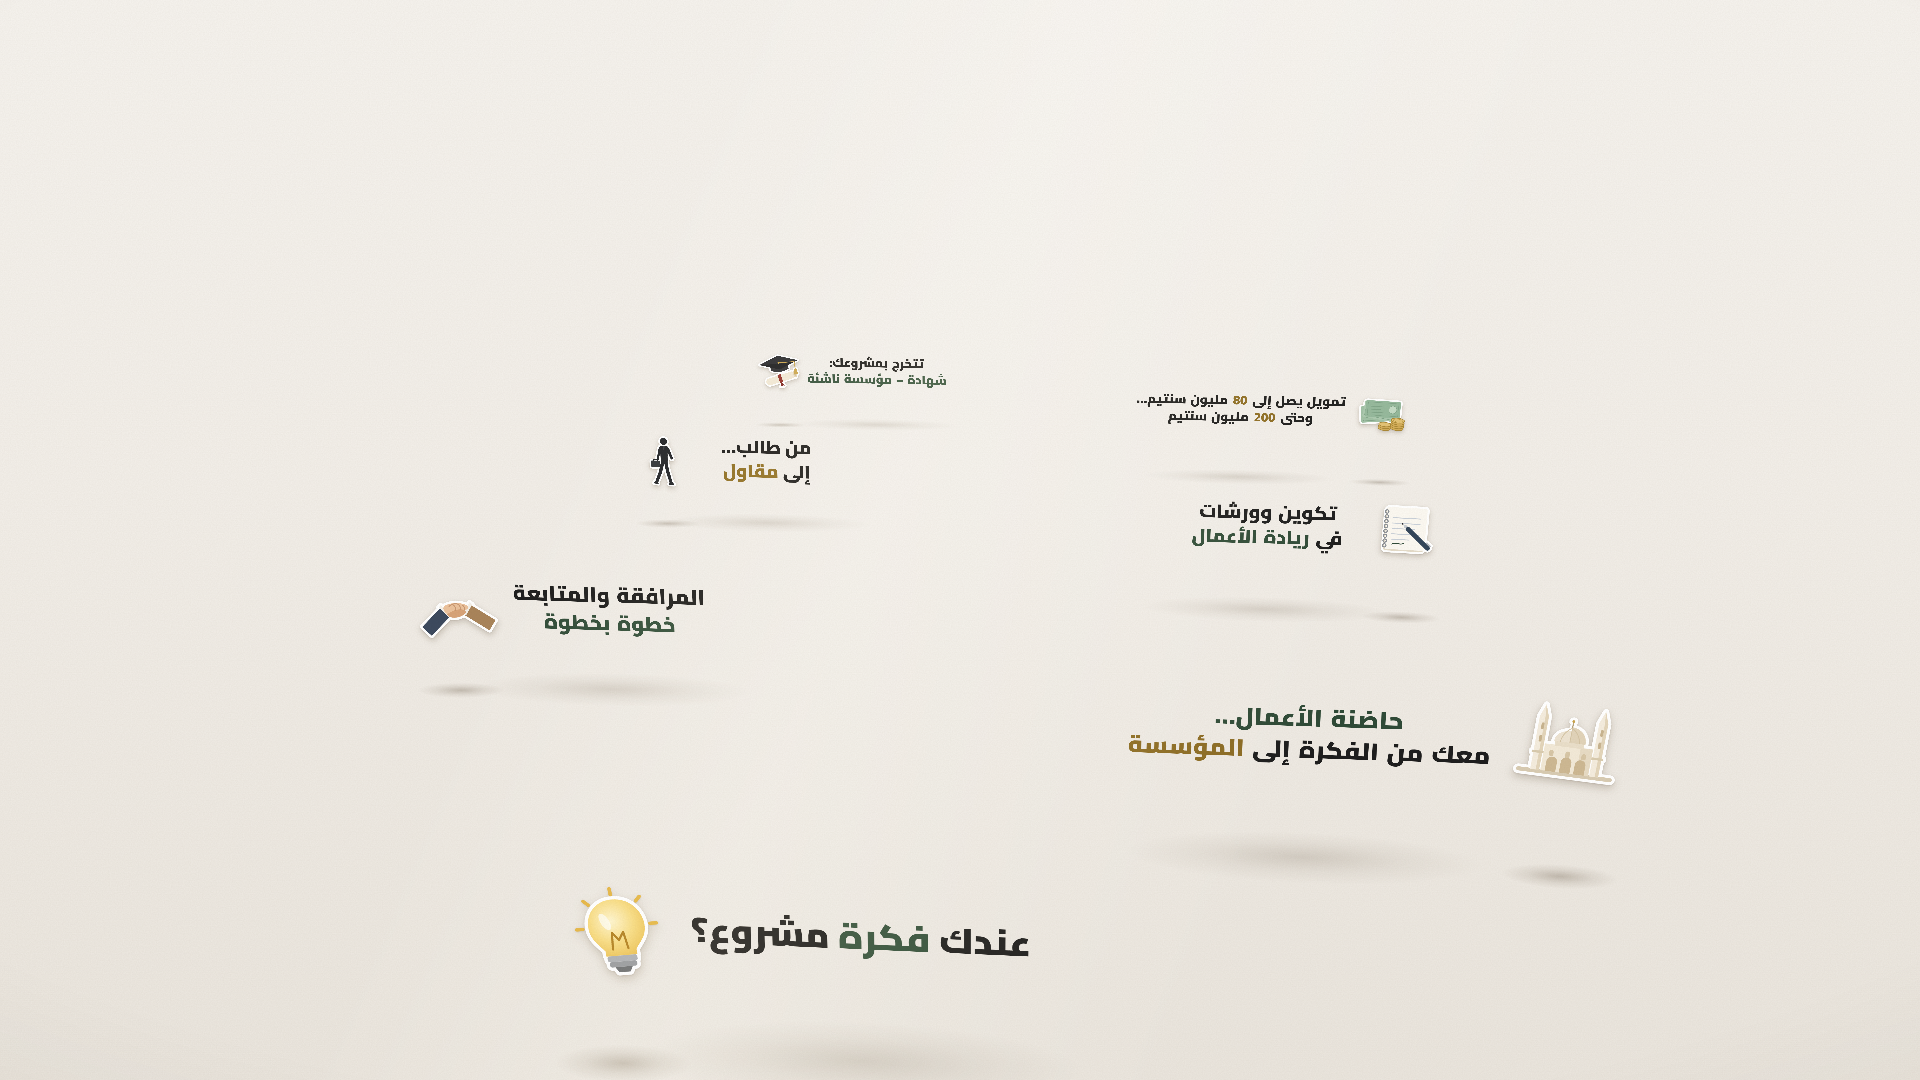 تتخرج بمشروعك:
شهادة – مؤسسة ناشئة
تمويل يصل إلى 80 مليون سنتيم...
وحتى 200 مليون سنتيم
من طالب...
إلى مقاول
تكوين وورشات
في ريادة الأعمال
المرافقة والمتابعة
خطوة بخطوة
حاضنة الأعمال...
معك من الفكرة إلى المؤسسة
عندك فكرة مشروع؟